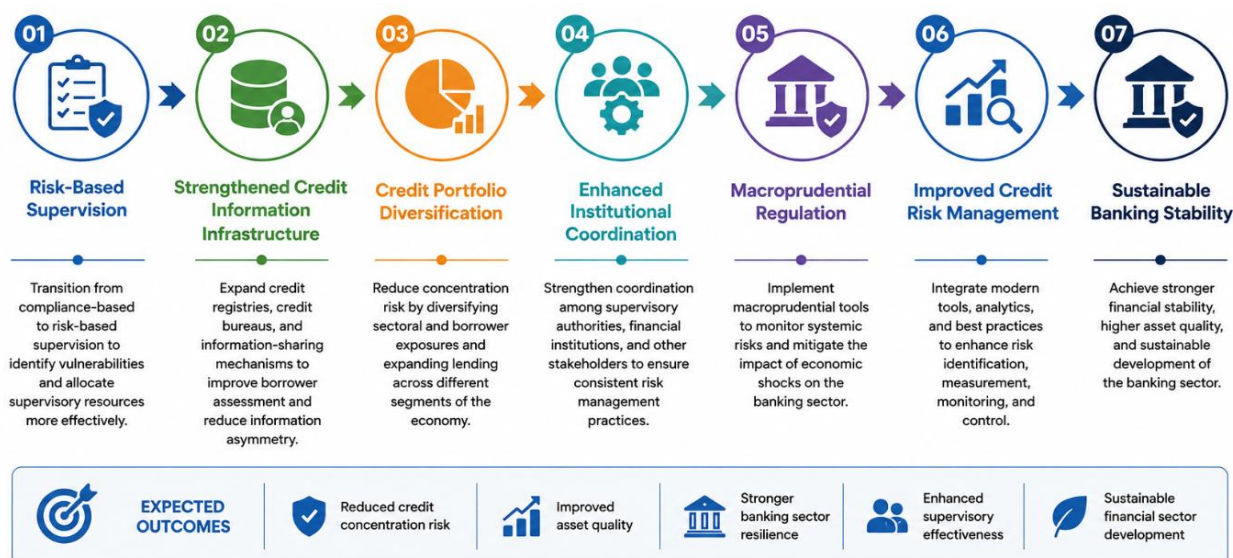 01
Risk-Based
Supervision
Transition from
compliance-based
to risk-based
supervision to
identify vulnerabilities
and allocate
supervisory resources
more effectively.
02
Strengthened Credit
Information
Infrastructure
Expand credit
registries, credit
bureaus, and
information-sharing
mechanisms to
improve borrower
assessment and
reduce information
asymmetry.
03
Credit Portfolio
Diversification
Reduce concentration
risk by diversifying
sectoral and borrower
exposures and
expanding lending
across different
segments of the
economy.
04
Enhanced
Institutional
Coordination
Strengthen coordination
among supervisory
authorities, financial
institutions, and other
stakeholders to ensure
consistent risk
management
practices.
05
Macroprudential
Regulation
Implement
macroprudential tools
to monitor systemic
risks and mitigate the
impact of economic
shocks on the
banking sector.
06
Improved Credit
Risk Management
Integrate modern
tools, analytics,
and best practices
to enhance risk
identification,
measurement,
monitoring, and
control.
07
Sustainable
Banking Stability
Achieve stronger
financial stability,
higher asset quality,
and sustainable
development of
the banking sector.
EXPECTED
OUTCOMES
Reduced credit
concentration risk
Improved
asset quality
Stronger
banking sector
resilience
Enhanced
supervisory
effectiveness
Sustainable
financial sector
development